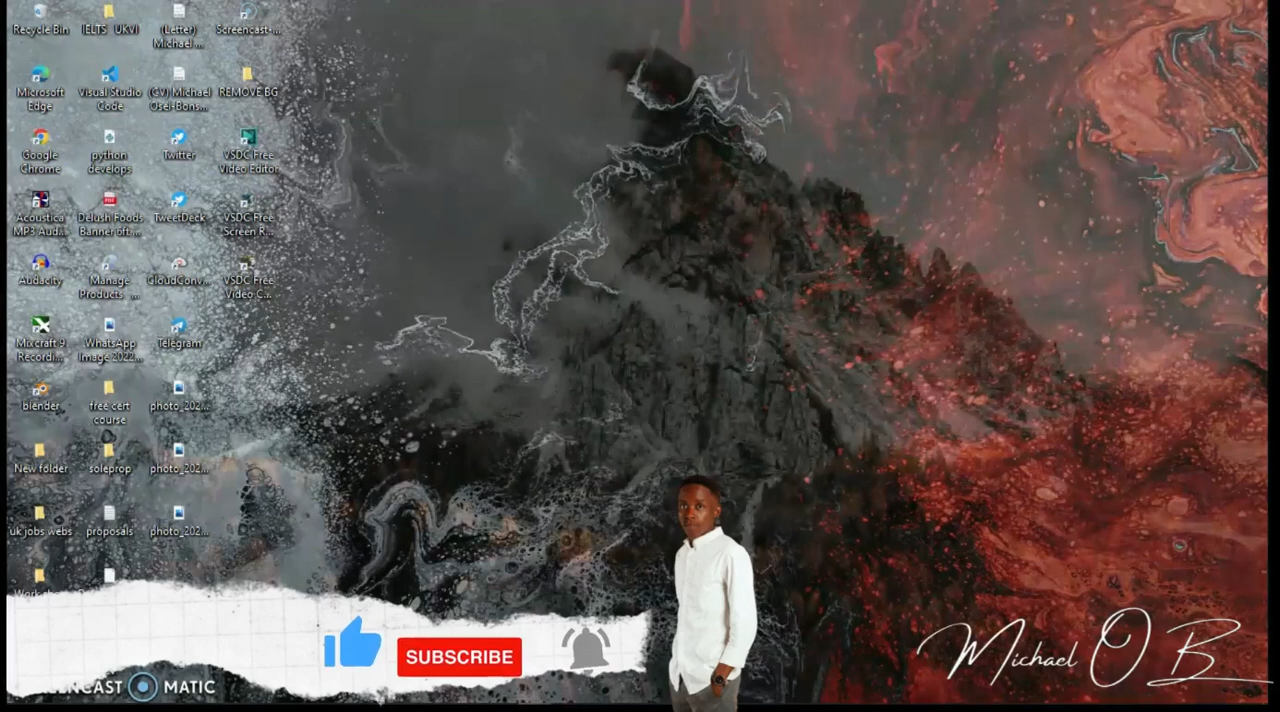 Recycle Bin
IELTS UKVI
(Letter)
Michael ...
Screencast-...
Microsoft
Edge
Visual Studio
Code
(CV) Michael
Osei-Bons...
REMOVE BG
Google
Chrome
python
develops
Twitter
VSDC Free
Video Editor
Acoustica
MP3 Aud...
Delush Foods
Banner oft...
TweetDeck
VSDC Free
Screen R...
Audacity
Manage
Products ...
CloudConv...
VSDC Free
Video C...
Mixcraft 9
Recordi...
WhatsApp
Image 2022...
Telegram
blender
free cert
course
photo_202...
New folder
soleprop
photo_202...
uk jobs webs
proposals
photo_202...
SUBSCRIBE
MATIC
Michael O B